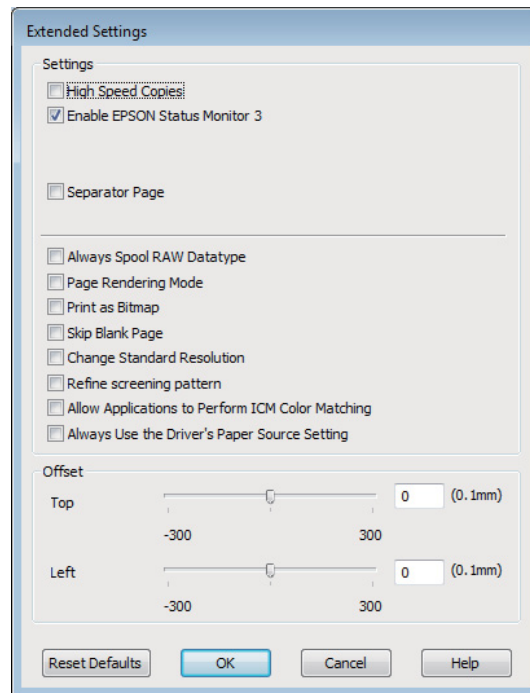 Extended Settings
Settings
High Speed Copies
Enable EPSON Status Monitor 3
Separator Page
Always Spool RAW Datatype
Page Rendering Mode
Print as Bitmap
Skip Blank Page
Change Standard Resolution
Refine screening pattern
Allow Applications to Perform ICM Color Matching
Always Use the Driver's Paper Source Setting
Offset
Top 0 (0.1mm)
-300 300
Left 0 (0.1mm)
-300 300
Reset Defaults OK Cancel Help